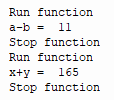 Run function
a-b =  11
Stop function
Run function
x+y =  165
Stop function